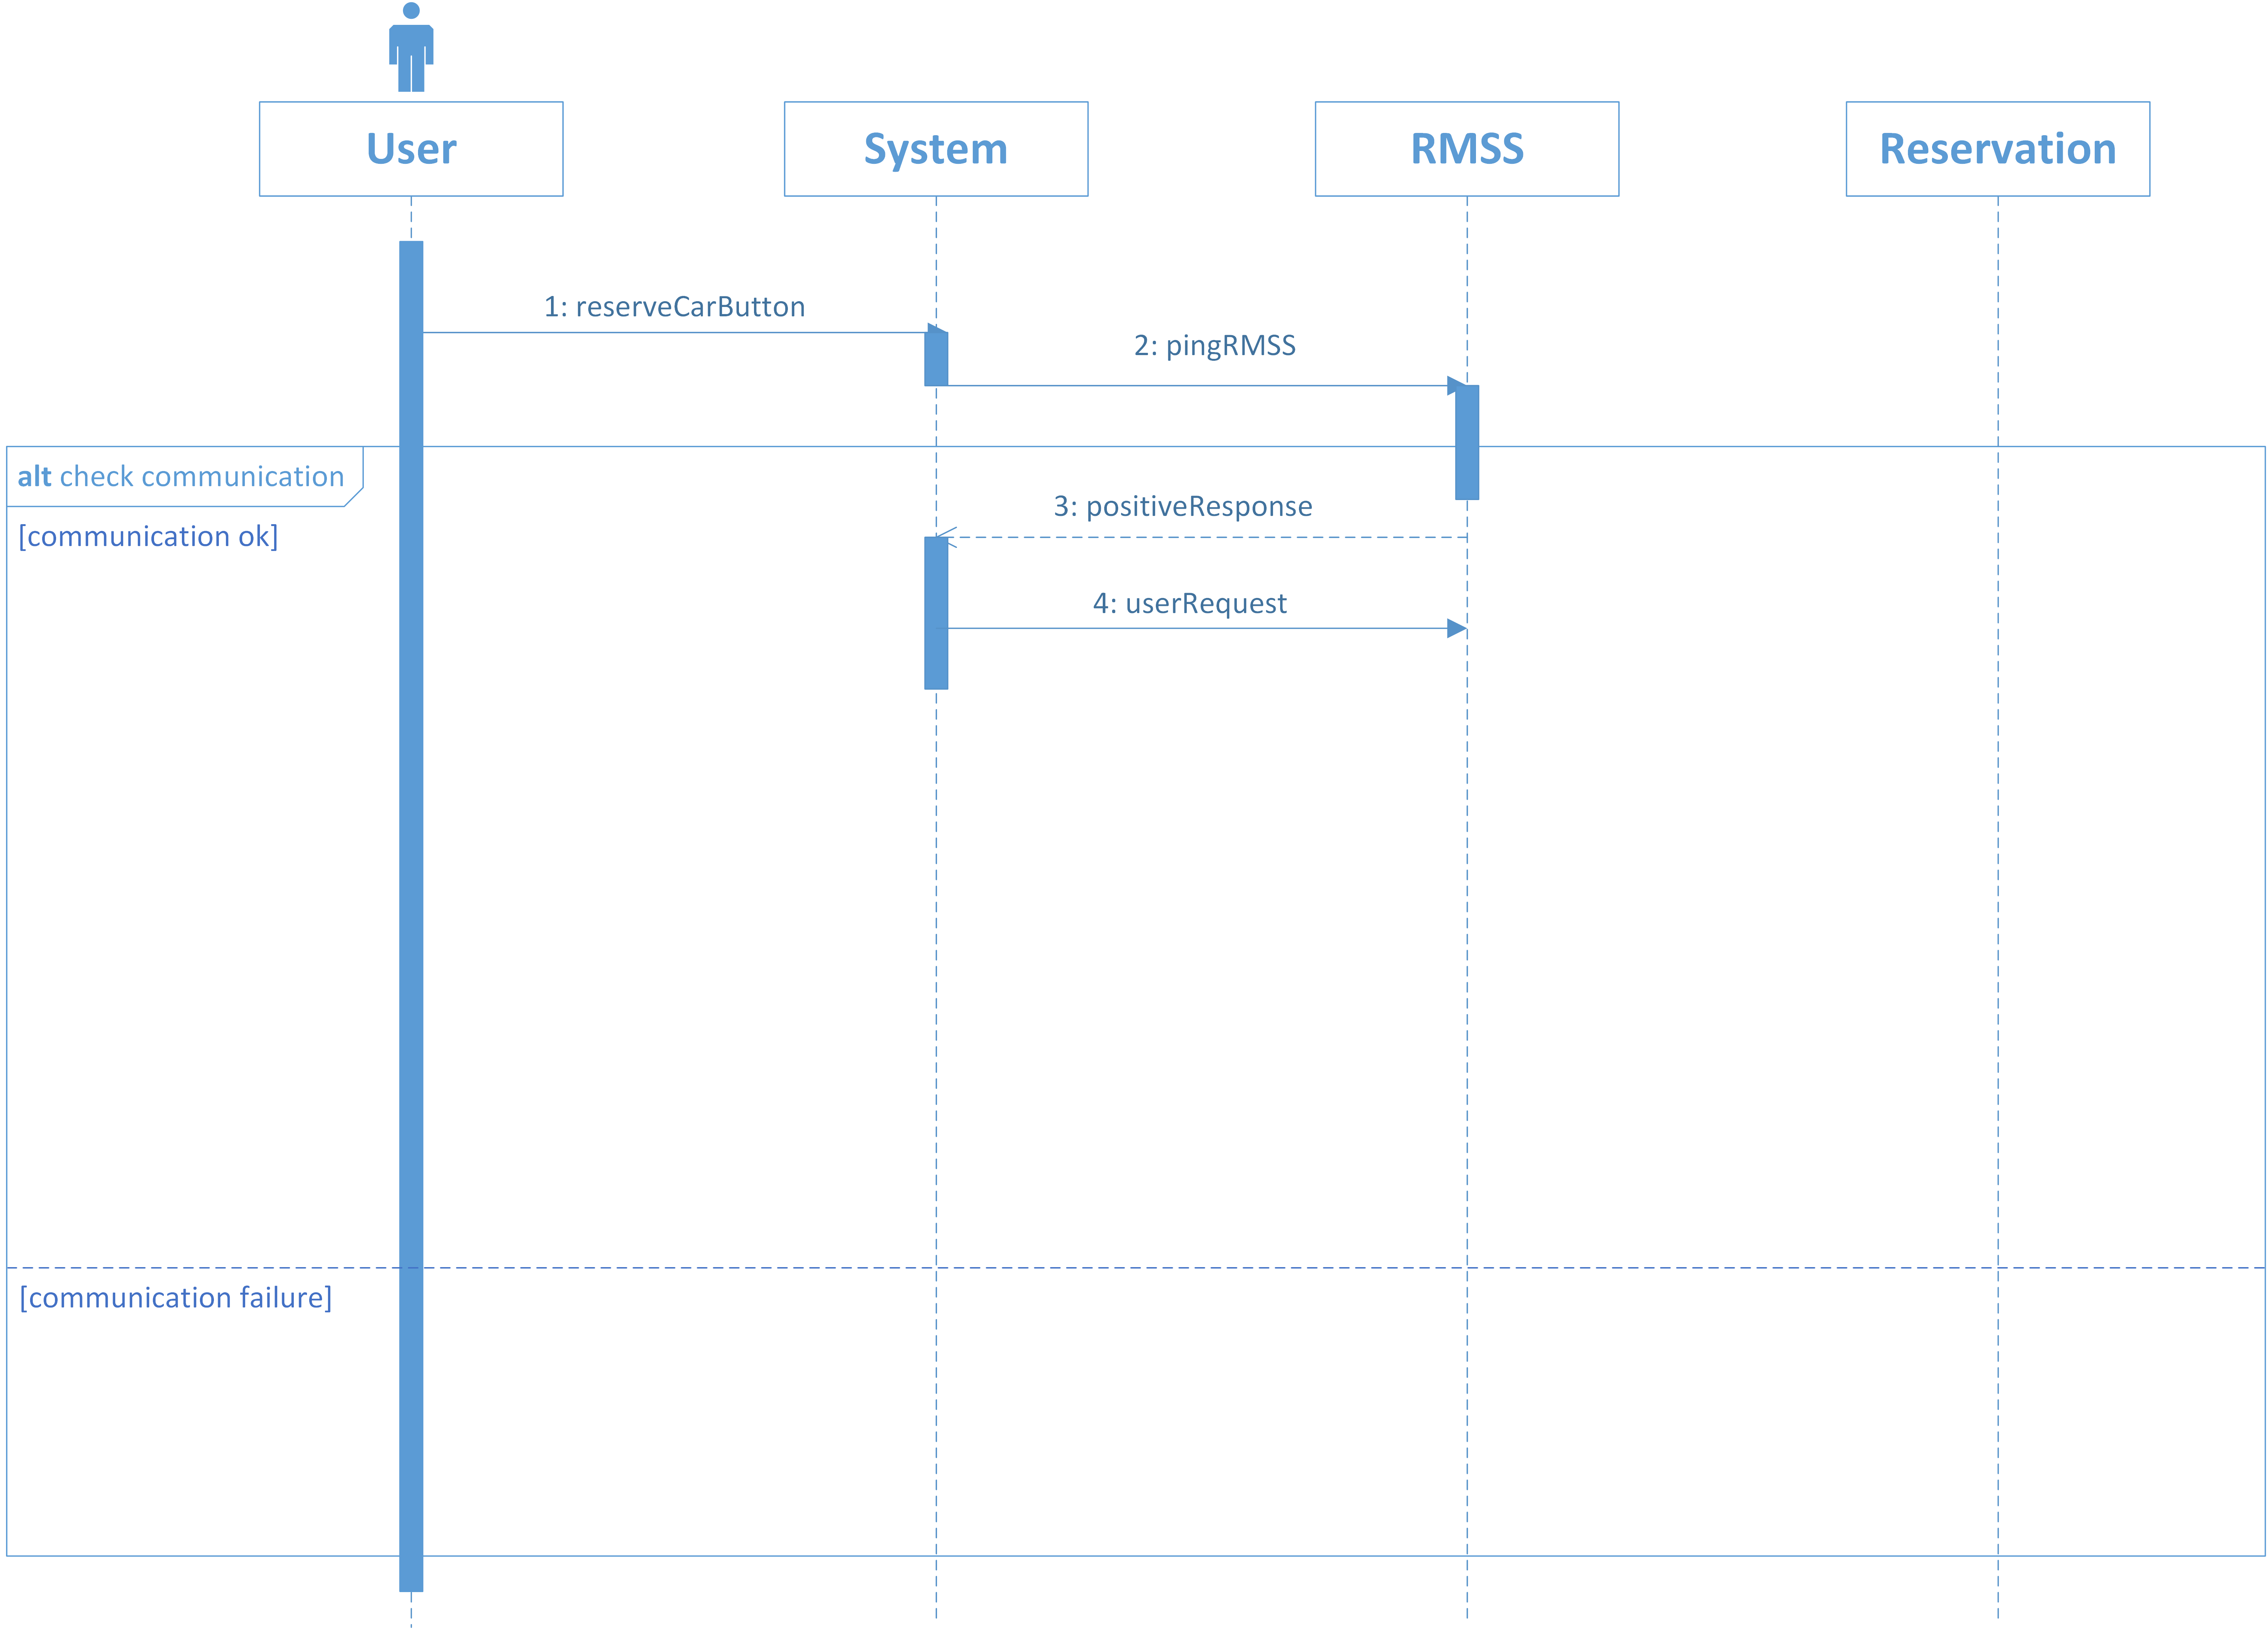 User
System
RMSS
Reservation
1: reserveCarButton
2: pingRMSS
alt check communication
3: positiveResponse
[communication ok]
4: userRequest
[communication failure]